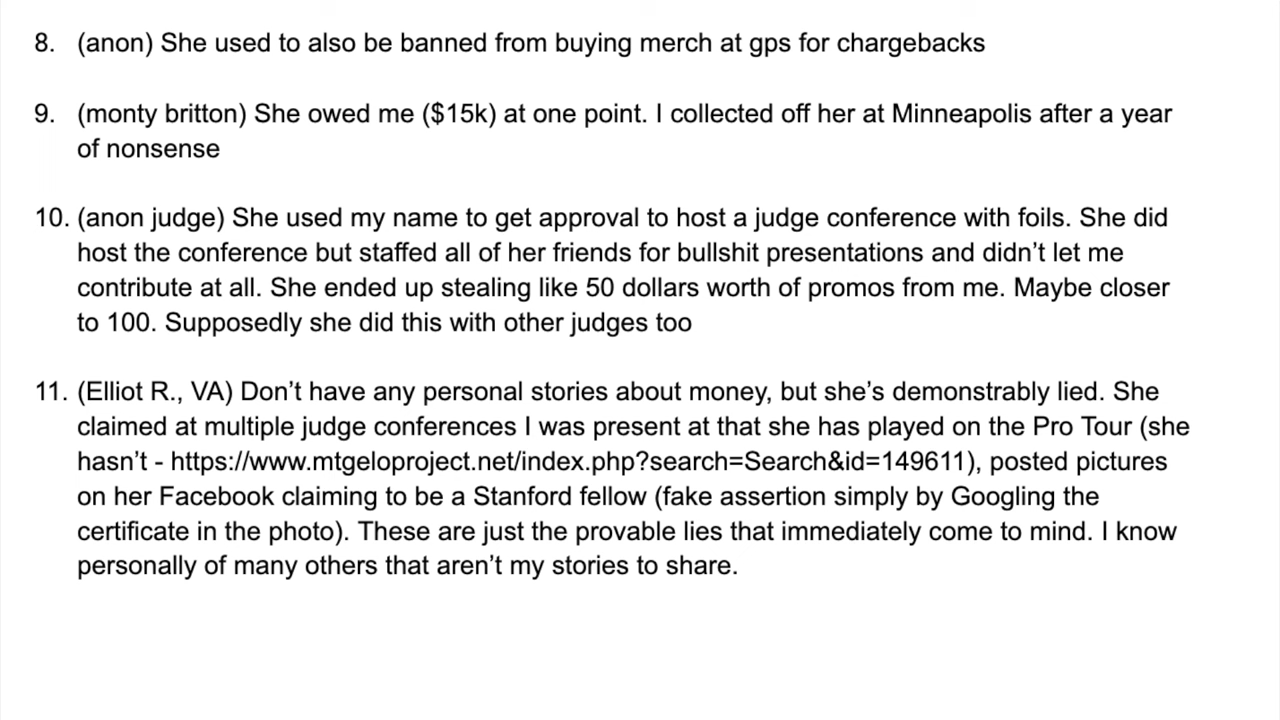 8. (anon) She used to also be banned from buying merch at gps for chargebacks
9. (monty britton) She owed me ($15k) at one point. I collected off her at Minneapolis after a year
of nonsense
10. (anon judge) She used my name to get approval to host a judge conference with foils. She did
host the conference but staffed all of her friends for bullshit presentations and didn’t let me
contribute at all. She ended up stealing like 50 dollars worth of promos from me. Maybe closer
to 100. Supposedly she did this with other judges too
11. (Elliot R., VA) Don’t have any personal stories about money, but she’s demonstrably lied. She
claimed at multiple judge conferences I was present at that she has played on the Pro Tour (she
hasn’t - https://www.mtgeloproject.net/index.php?search=Search&id=149611), posted pictures
on her Facebook claiming to be a Stanford fellow (fake assertion simply by Googling the
certificate in the photo). These are just the provable lies that immediately come to mind. I know
personally of many others that aren’t my stories to share.